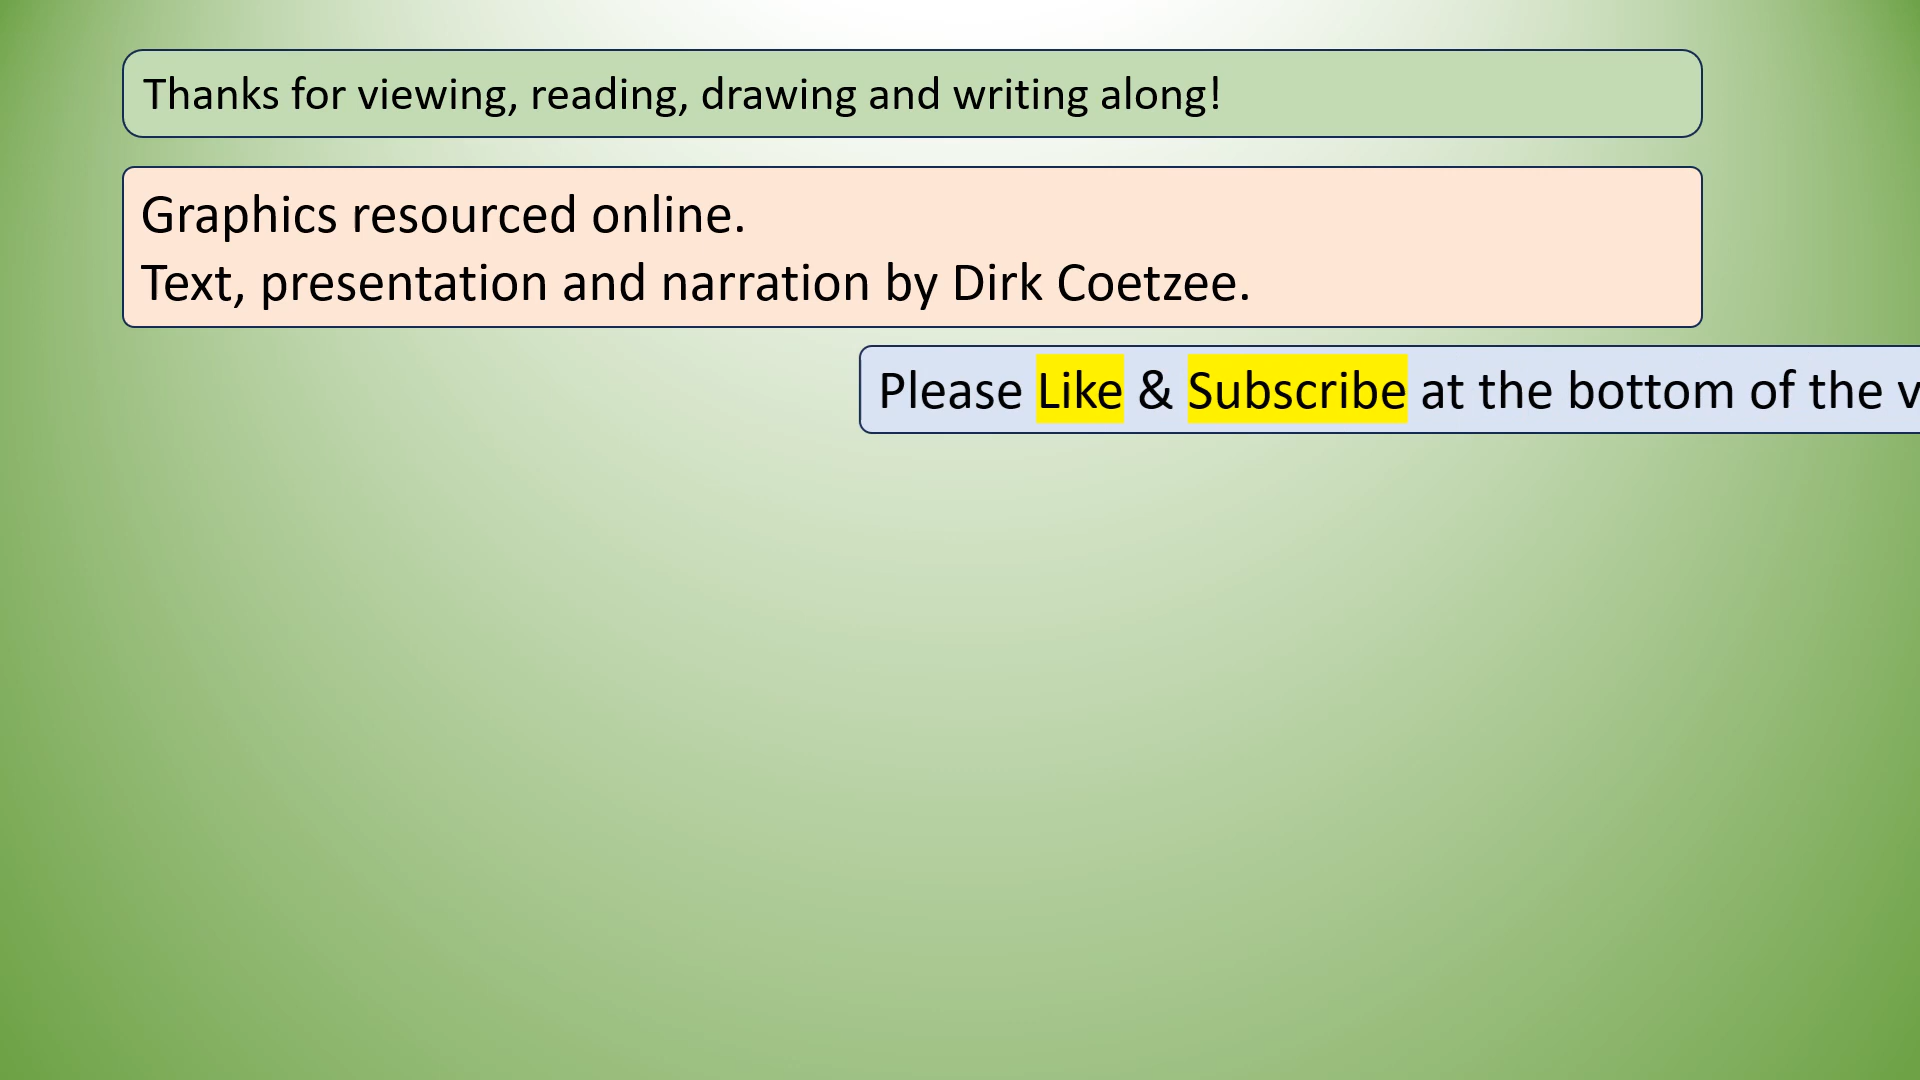 Thanks for viewing, reading, drawing and writing along!
Graphics resourced online.
Text, presentation and narration by Dirk Coetzee.
Please Like & Subscribe at the bottom of the